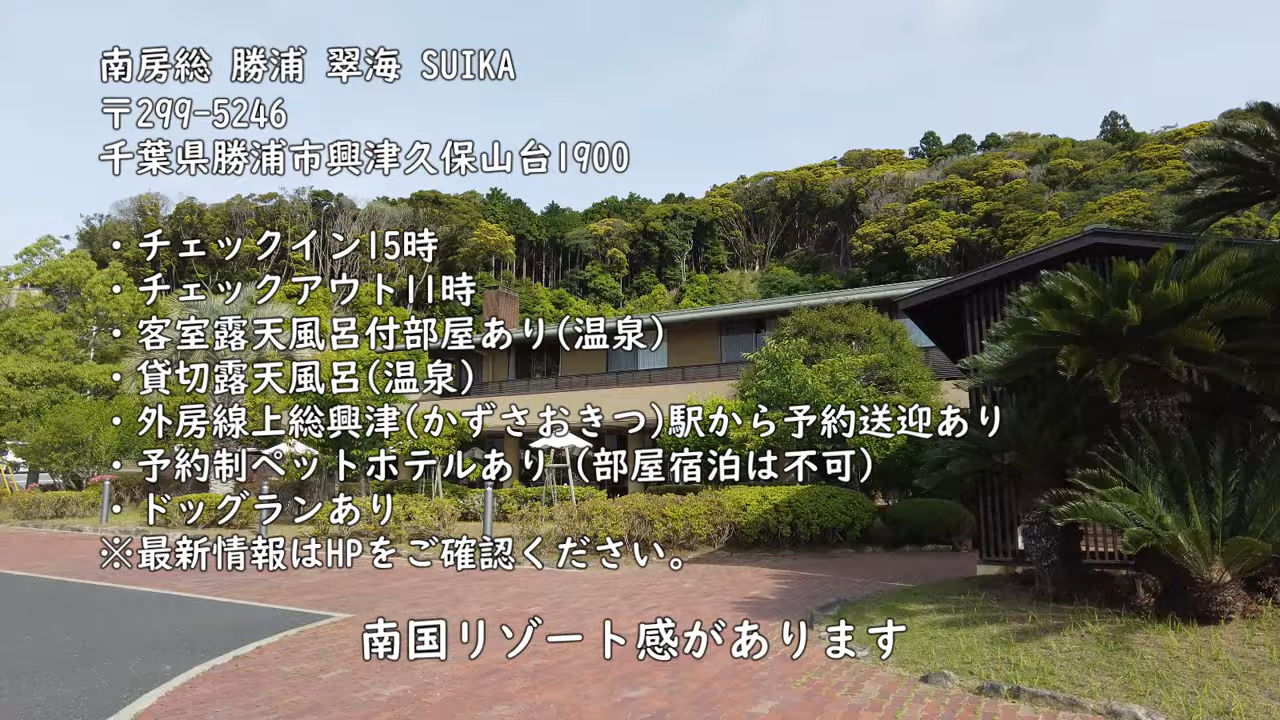 南房総 勝浦 翠海 SUIKA
〒299-5246
千葉県勝浦市興津久保山台1900
・チェックイン15時
・チェックアウト11時
・客室露天風呂付部屋あり(温泉)
・貸切露天風呂(温泉)
・外房線上総興津(かずさおきつ)駅から予約送迎あり
・予約制ペットホテルあり (部屋宿泊は不可)
・ドッグランあり
※最新情報はHPをご確認ください。
南国リゾート感があります